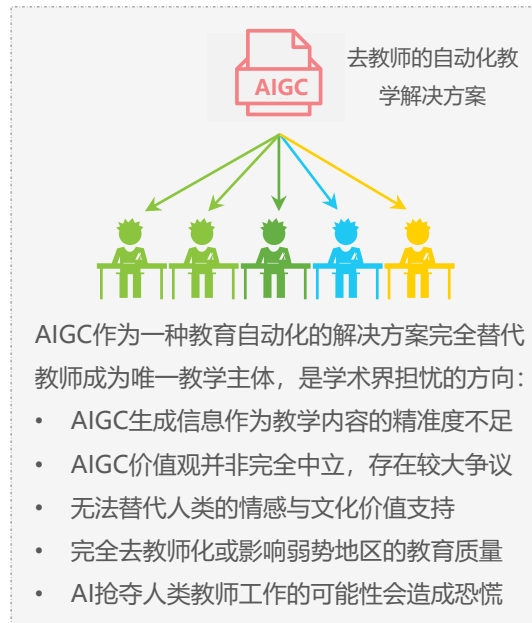 AIGC
去教师的自动化教
学解决方案
AIGC作为一种教育自动化的解决方案完全替代
教师成为唯一教学主体，是学术界担忧的方向：
• AIGC生成信息作为教学内容的精准度不足
• AIGC价值观并非完全中立，存在较大争议
• 无法替代人类的情感与文化价值支持
• 完全去教师化或影响弱势地区的教育质量
• AI抢夺人类教师工作的可能性会造成恐慌